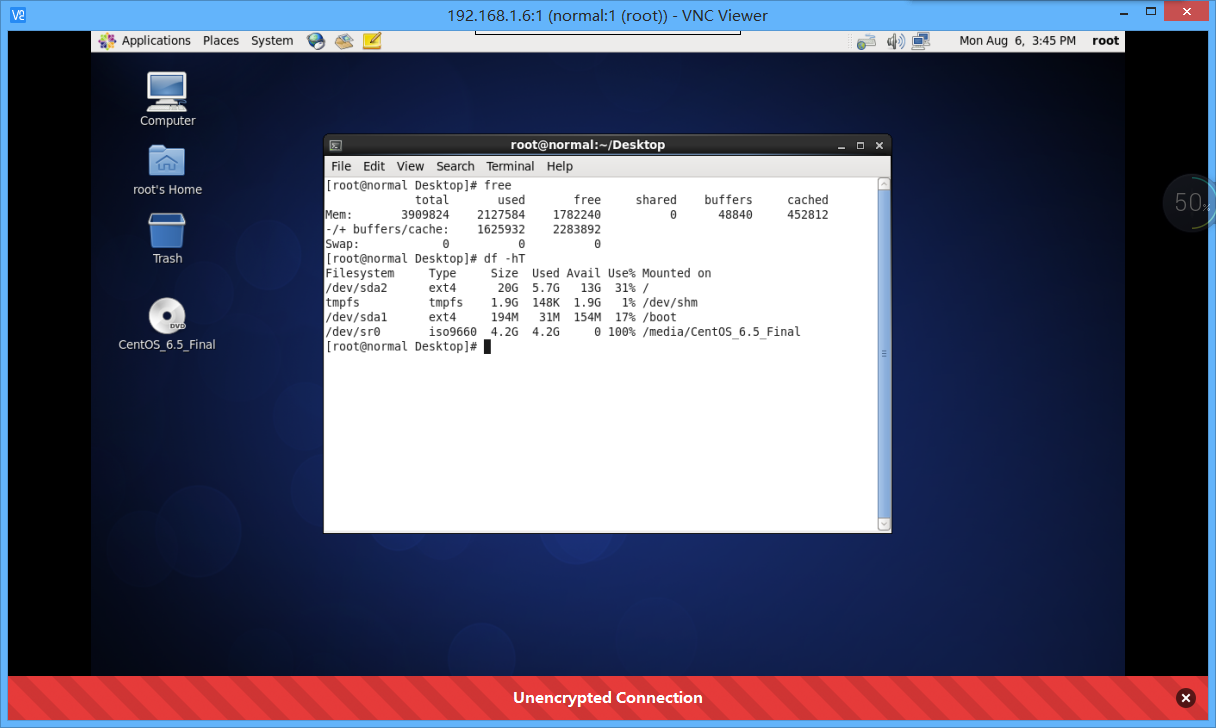 V2
192.168.1.6:1 (normal:1 (root)) - VNC Viewer
Applications Places System Mon Aug 6, 3:45 PM root
Computer
root's Home
Trash
DVD
CentOS_6.5_Final
root@normal:~/Desktop
File Edit View Search Terminal Help
[root@normal Desktop]# free
total used free shared buffers cached
Mem: 3909824 2127584 1782240 0 48840 452812
-/+ buffers/cache: 1625932 2283892
Swap: 0 0 0
[root@normal Desktop]# df -hT
Filesystem Type Size Used Avail Use% Mounted on
/dev/sda2 ext4 20G 5.7G 13G 31% /
tmpfs tmpfs 1.9G 148K 1.9G 1% /dev/shm
/dev/sda1 ext4 194M 31M 154M 17% /boot
/dev/sr0 iso9660 4.2G 4.2G 0 100% /media/CentOS_6.5_Final
[root@normal Desktop]#
50%
Unencrypted Connection